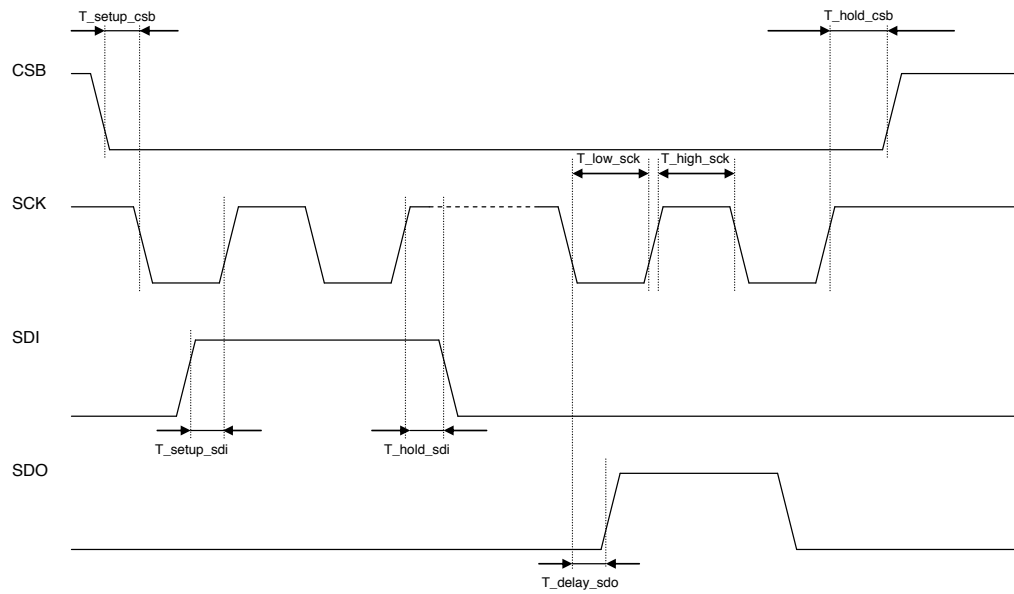 T_setup_csb
T_hold_csb
CSB
T_low_sck
T_high_sck
SCK
SDI
T_setup_sdi
T_hold_sdi
SDO
T_delay_sdo